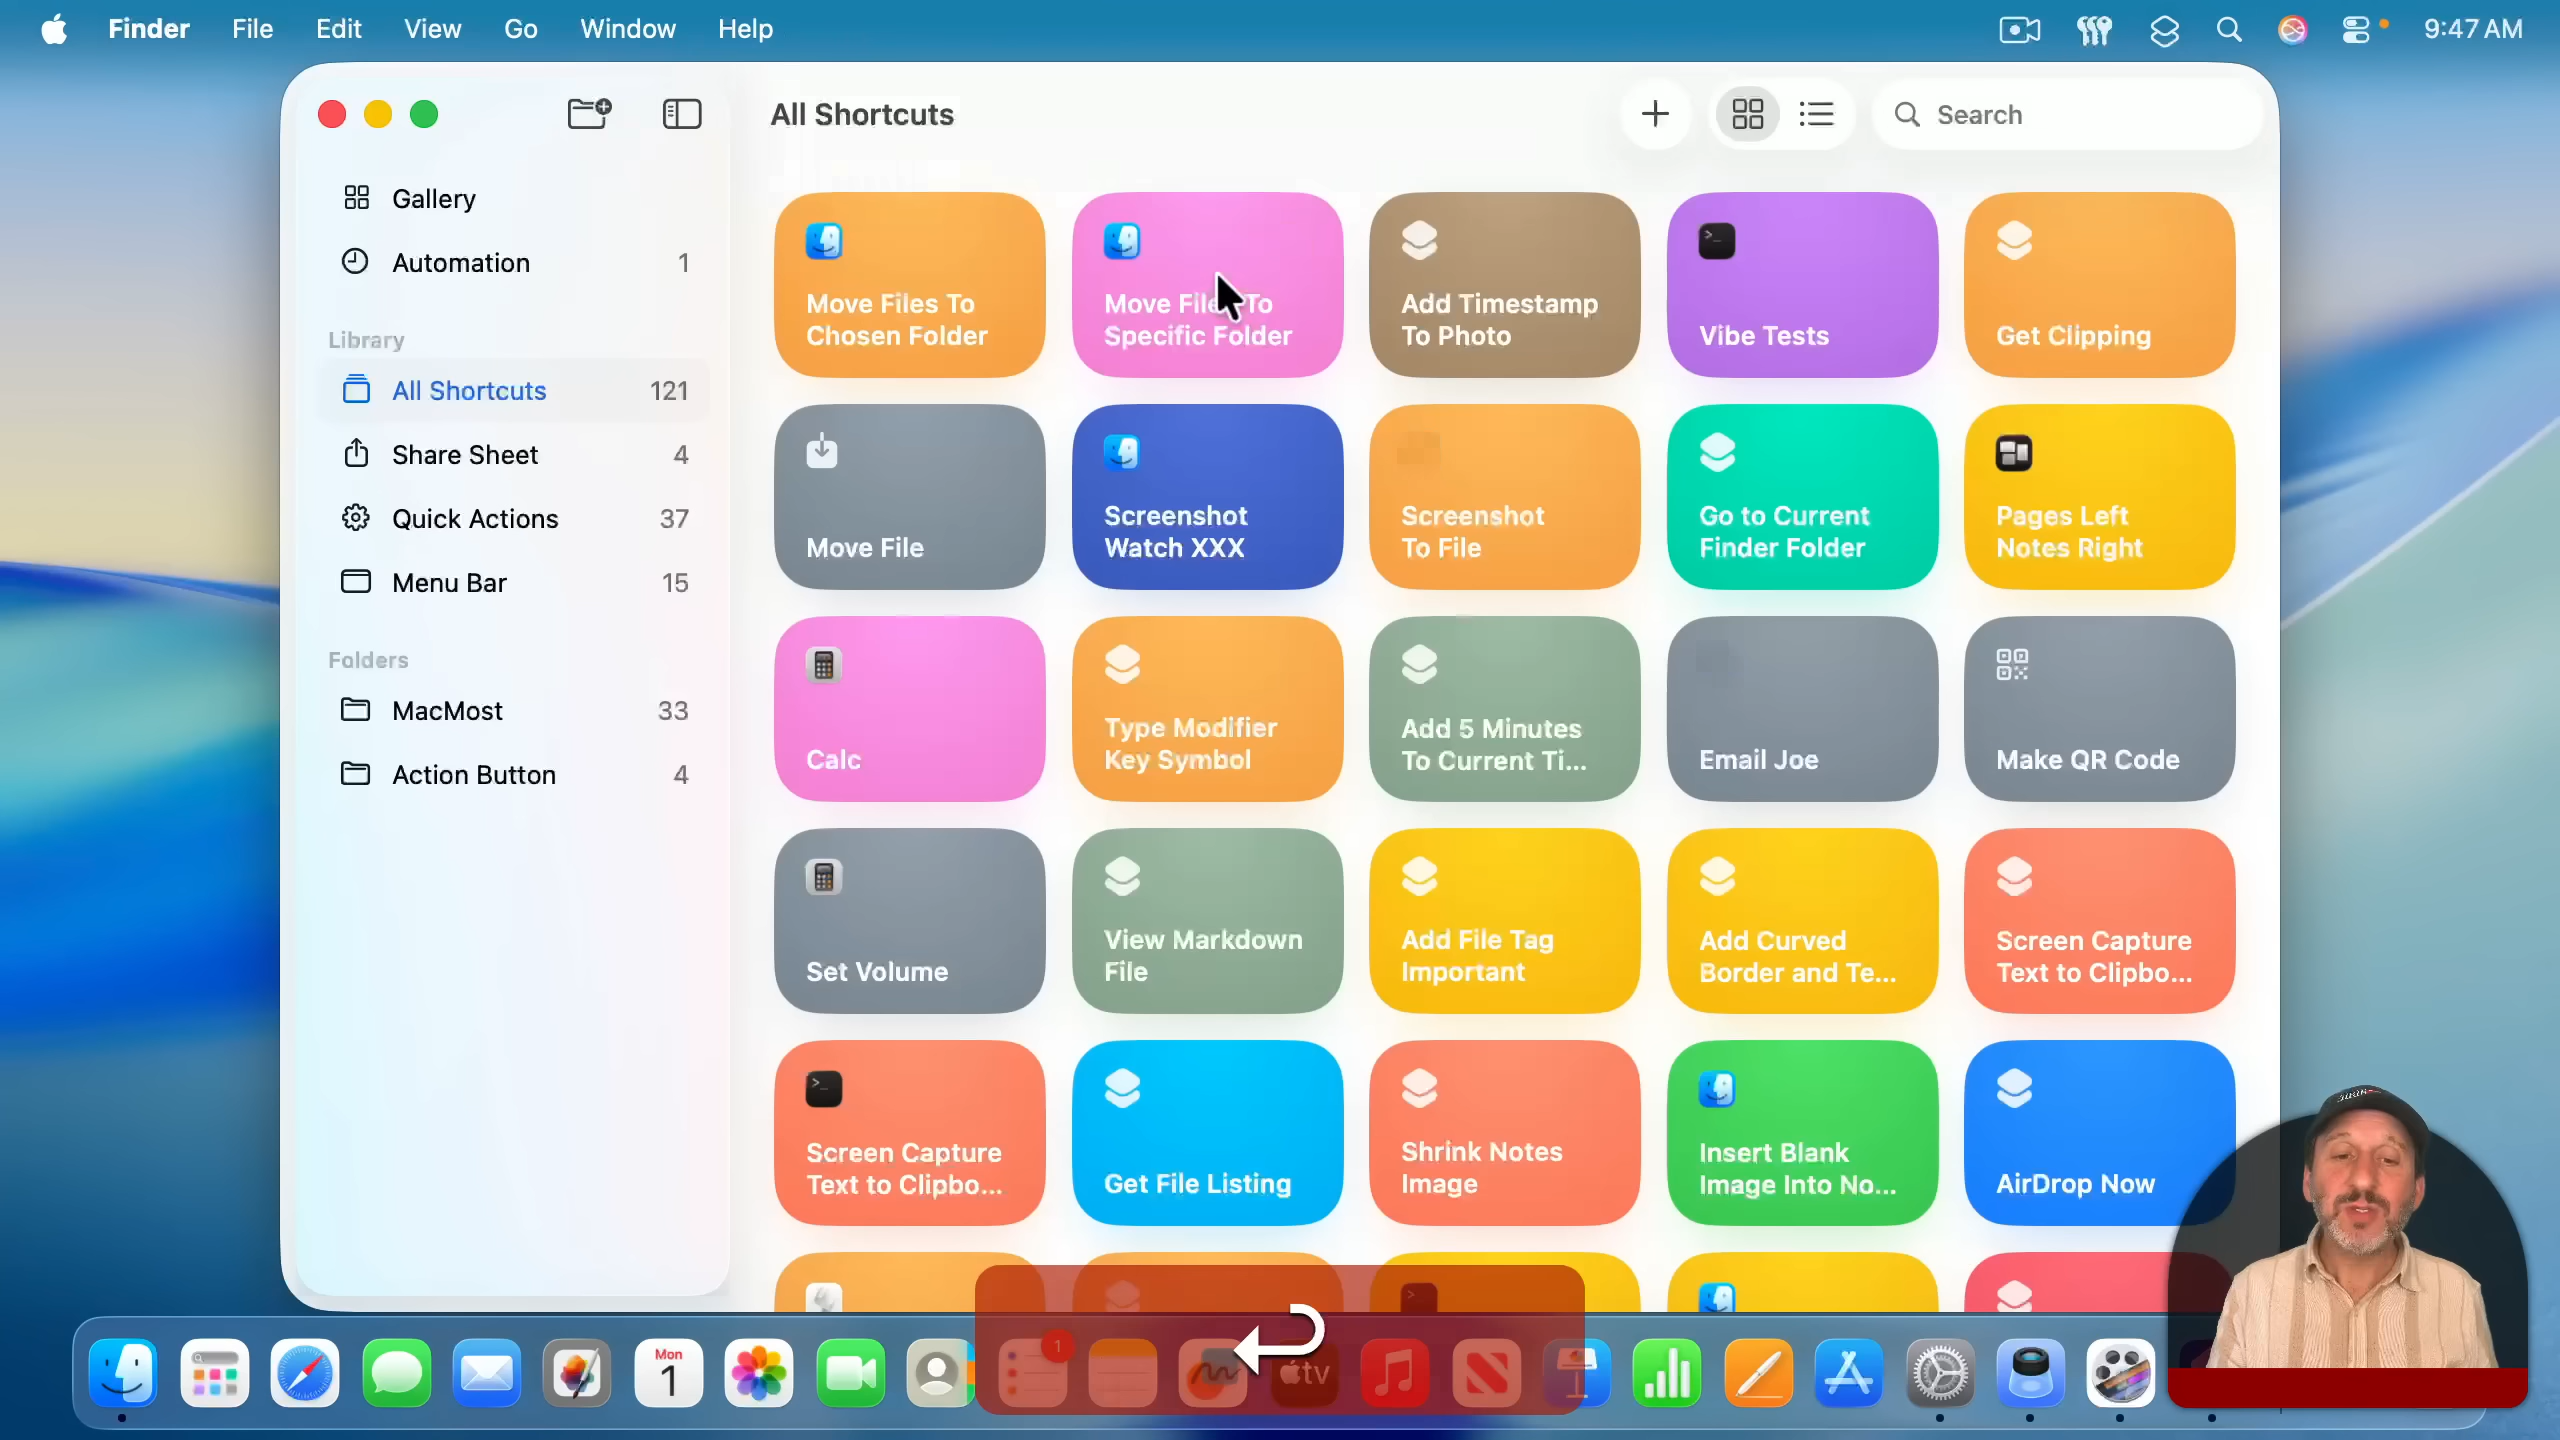 Finder File Edit View Go Window Help 9:47 AM
All Shortcuts
Search
Gallery
Automation 1
Library
All Shortcuts 121
Share Sheet 4
Quick Actions 37
Menu Bar 15
Folders
MacMost 33
Action Button 4
Move Files To
Chosen Folder
Move Files To
Specific Folder
Add Timestamp
To Photo
Vibe Tests
Get Clipping
Move File
Screenshot
Watch XXX
Screenshot
To File
Go to Current
Finder Folder
Pages Left
Notes Right
Calc
Type Modifier
Key Symbol
Add 5 Minutes
To Current Ti...
Email Joe
Make QR Code
Set Volume
View Markdown
File
Add File Tag
Important
Add Curved
Border and Te...
Screen Capture
Text to Clipbo...
Screen Capture
Text to Clipbo...
Get File Listing
Shrink Notes
Image
Insert Blank
Image Into No...
AirDrop Now
Mon
1
1
tv